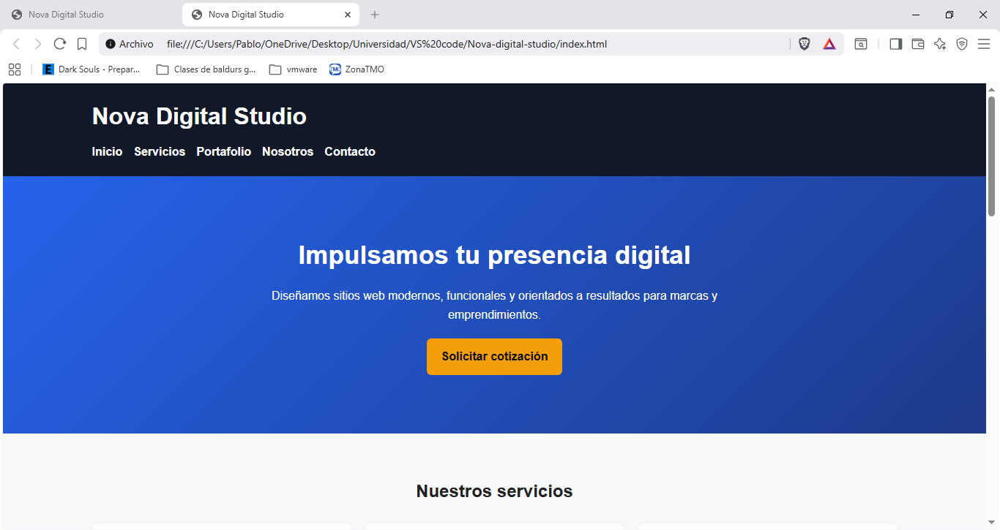 Nova Digital Studio
Nova Digital Studio
Archivo file:///C:/Users/Pablo/OneDrive/Desktop/Universidad/VS%20code/Nova-digital-studio/index.html
E Dark Souls - Prepar... Clases de baldurs g... vmware TMO ZonaTMO
Nova Digital Studio
Inicio Servicios Portafolio Nosotros Contacto
Impulsamos tu presencia digital
Diseñamos sitios web modernos, funcionales y orientados a resultados para marcas y
emprendimientos.
Solicitar cotización
Nuestros servicios